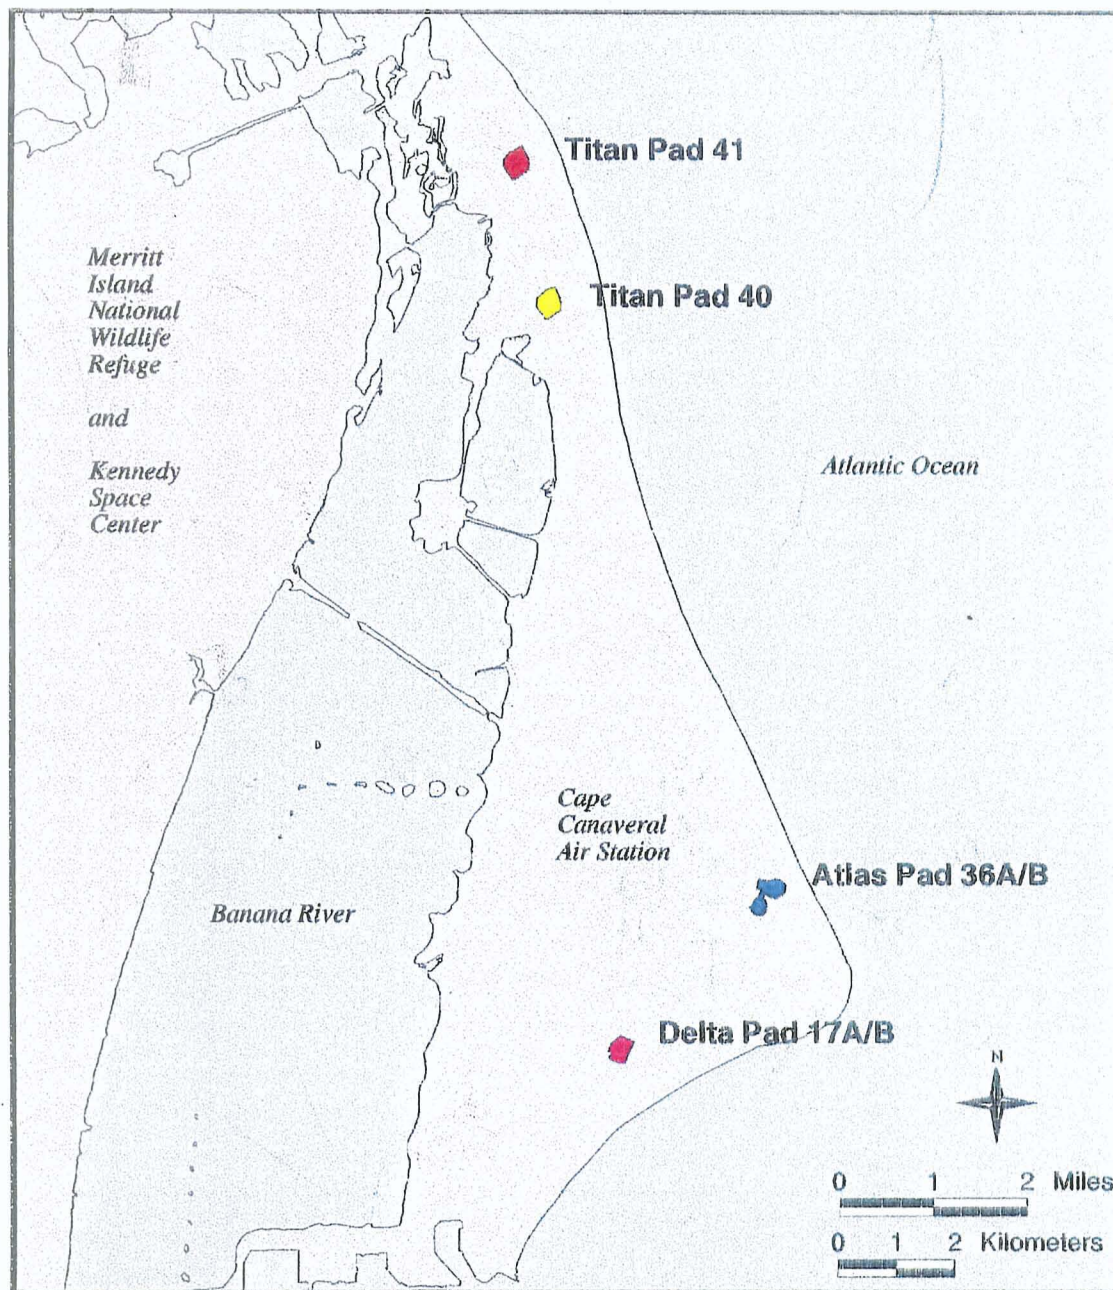 Titan Pad 41
Merritt
Island
National
Wildlife
Refuge
and
Kennedy
Space
Center
Titan Pad 40
Atlantic Ocean
Cape
Canaveral
Air Station
Atlas Pad 36A/B
Banana River
Delta Pad 17A/B
N
0 1 2 Miles
0 1 2 Kilometers